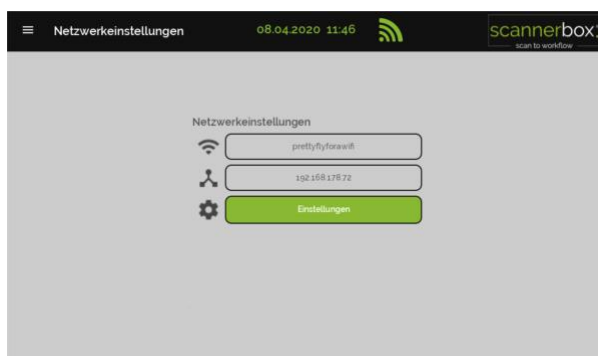 Netzwerkeinstellungen
08.04.2020 11:46
scannerbox
scan to workflow
Netzwerkeinstellungen
prettyflyforawifi
192.168.178.72
Einstellungen